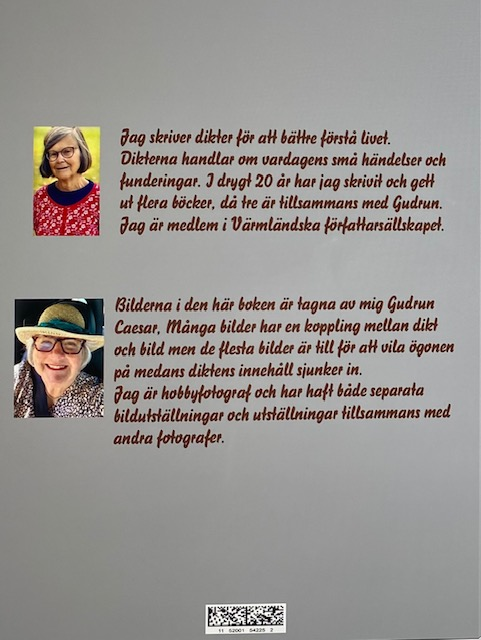 Jag skriver dikter för att bättre förstå livet.
Dikterna handlar om vardagens små händelser och
funderingar. I drygt 20 år har jag skrivit och gett
ut flera böcker, då tre är tillsammans med Gudrun.
Jag är medlem i Värmländska författarsällskapet.
Bilderna i den här boken är tagna av mig Gudrun
Caesar, Många bilder har en koppling mellan dikt
och bild men de flesta bilder är till för att vila ögonen
på medans diktens innehåll sjunker in.
Jag är hobbyfotograf och har haft både separata
bildutställningar och utställningar tillsammans med
andra fotografer.
11 52001 54225 2